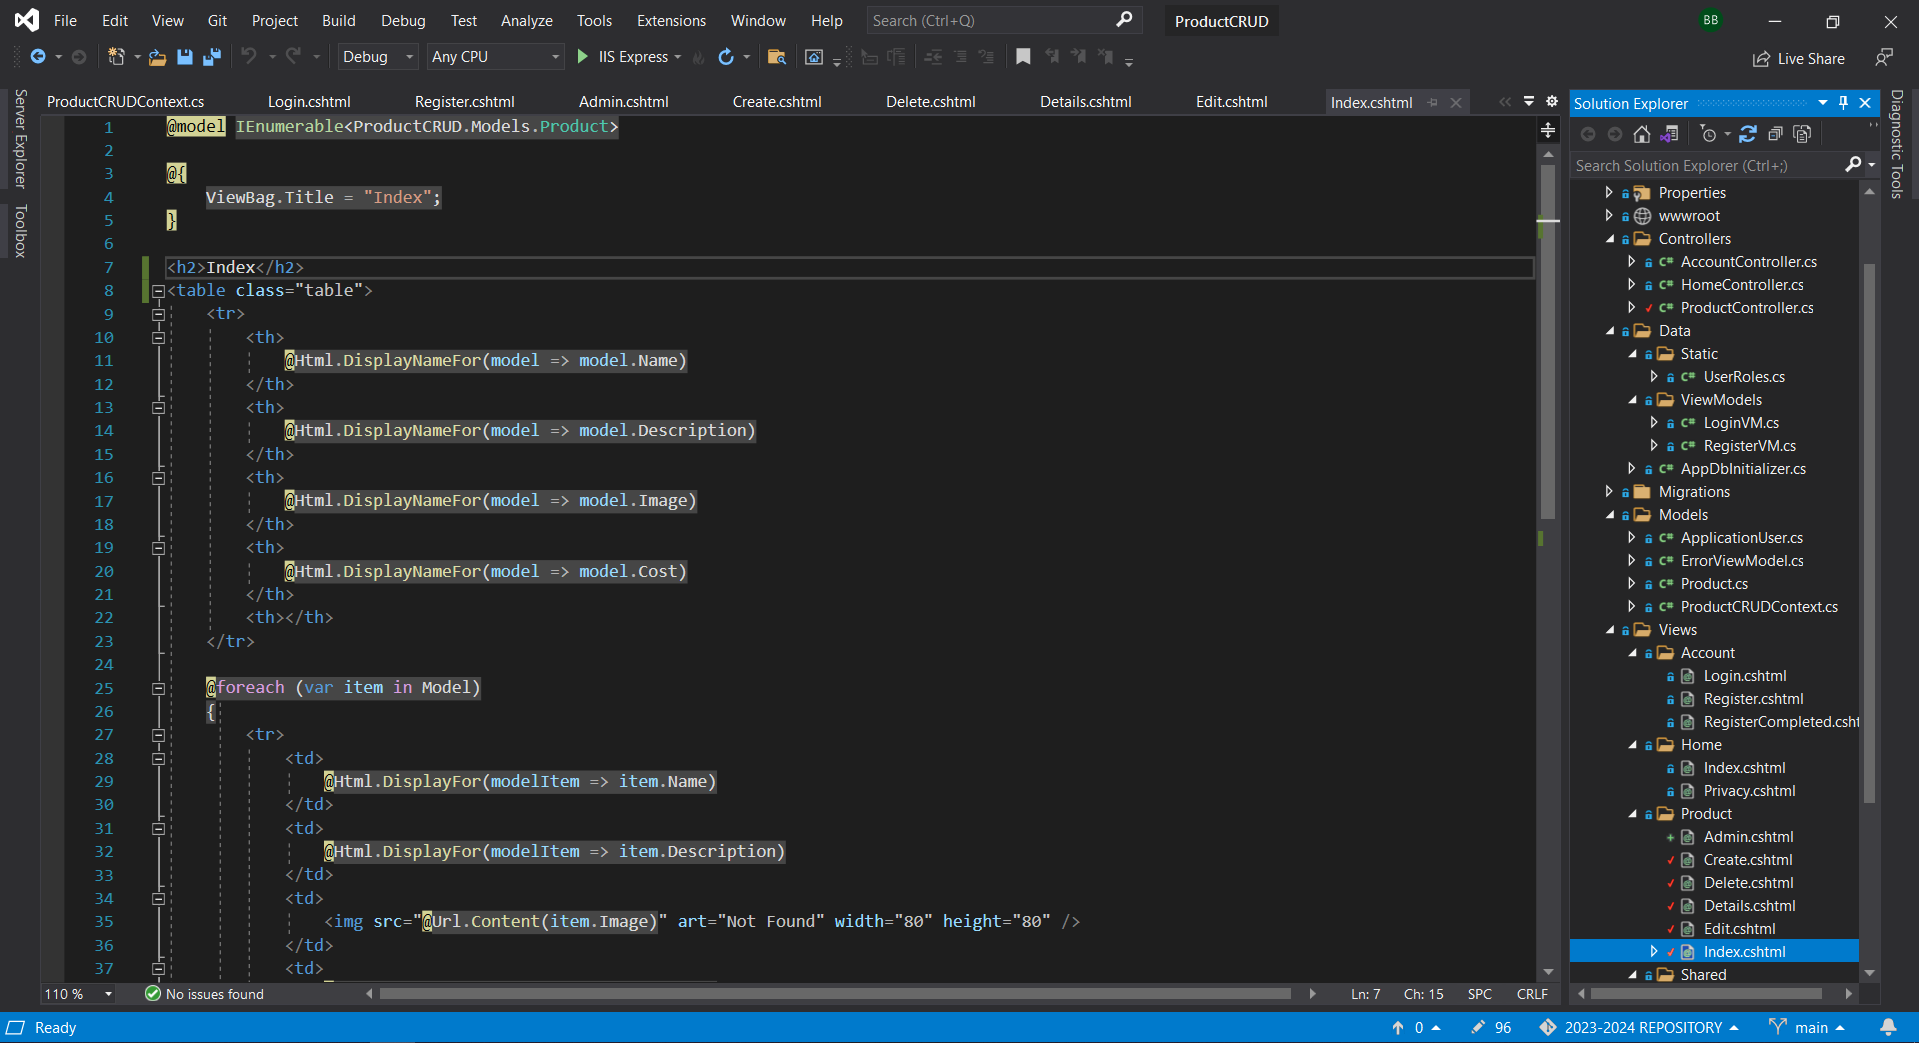 File Edit View Git Project Build Debug Test Analyze Tools Extensions Window Help Search (Ctrl+Q) ProductCRUD BB
Debug Any CPU IIS Express Live Share
Server Explorer
Toolbox
ProductCRUDContext.cs Login.cshtml Register.cshtml Admin.cshtml Create.cshtml Delete.cshtml Details.cshtml Edit.cshtml Index.cshtml
1 @model IEnumerable<ProductCRUD.Models.Product>
2
3 @{
4 ViewBag.Title = "Index";
5 }
6
7 <h2>Index</h2>
8 <table class="table">
9 <tr>
10 <th>
11 @Html.DisplayNameFor(model => model.Name)
12 </th>
13 <th>
14 @Html.DisplayNameFor(model => model.Description)
15 </th>
16 <th>
17 @Html.DisplayNameFor(model => model.Image)
18 </th>
19 <th>
20 @Html.DisplayNameFor(model => model.Cost)
21 </th>
22 <th></th>
23 </tr>
24
25 @foreach (var item in Model)
26 {
27 <tr>
28 <td>
29 @Html.DisplayFor(modelItem => item.Name)
30 </td>
31 <td>
32 @Html.DisplayFor(modelItem => item.Description)
33 </td>
34 <td>
35 <img src="@Url.Content(item.Image)" art="Not Found" width="80" height="80" />
36 </td>
37 <td>
110 % No issues found Ln: 7 Ch: 15 SPC CRLF
Solution Explorer
Search Solution Explorer (Ctrl+;)
Properties
wwwroot
Controllers
C# AccountController.cs
C# HomeController.cs
C# ProductController.cs
Data
Static
C# UserRoles.cs
ViewModels
C# LoginVM.cs
C# RegisterVM.cs
C# AppDbInitializer.cs
Migrations
Models
C# ApplicationUser.cs
C# ErrorViewModel.cs
C# Product.cs
C# ProductCRUDContext.cs
Views
Account
Login.cshtml
Register.cshtml
RegisterCompleted.csht
Home
Index.cshtml
Privacy.cshtml
Product
Admin.cshtml
Create.cshtml
Delete.cshtml
Details.cshtml
Edit.cshtml
Index.cshtml
Shared
Diagnostic Tools
Ready 0 96 2023-2024 REPOSITORY main